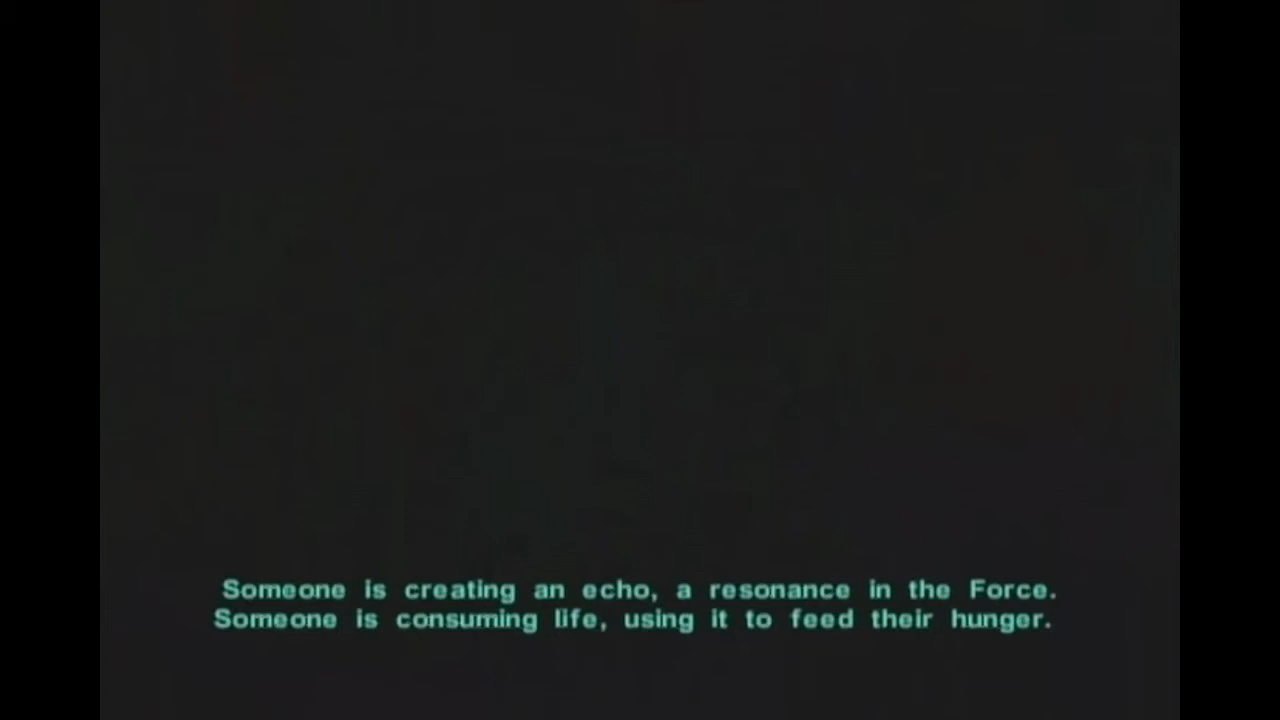 Someone is creating an echo, a resonance in the Force.
Someone is consuming life, using it to feed their hunger.